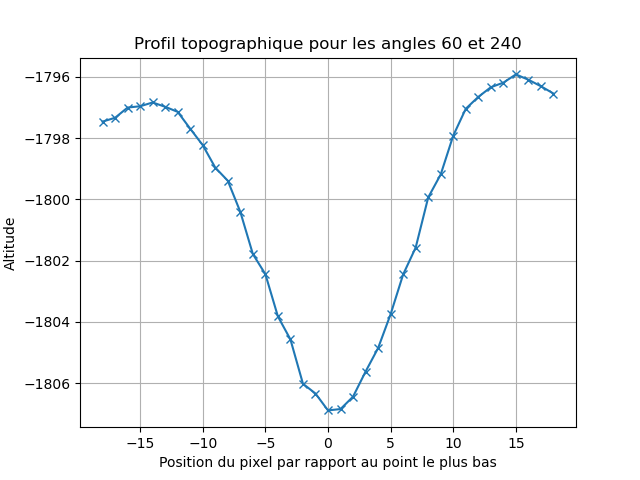 Profil topographique pour les angles 60 et 240
Altitude
−1796
−1798
−1800
−1802
−1804
−1806
−15 −10 −5 0 5 10 15
Position du pixel par rapport au point le plus bas